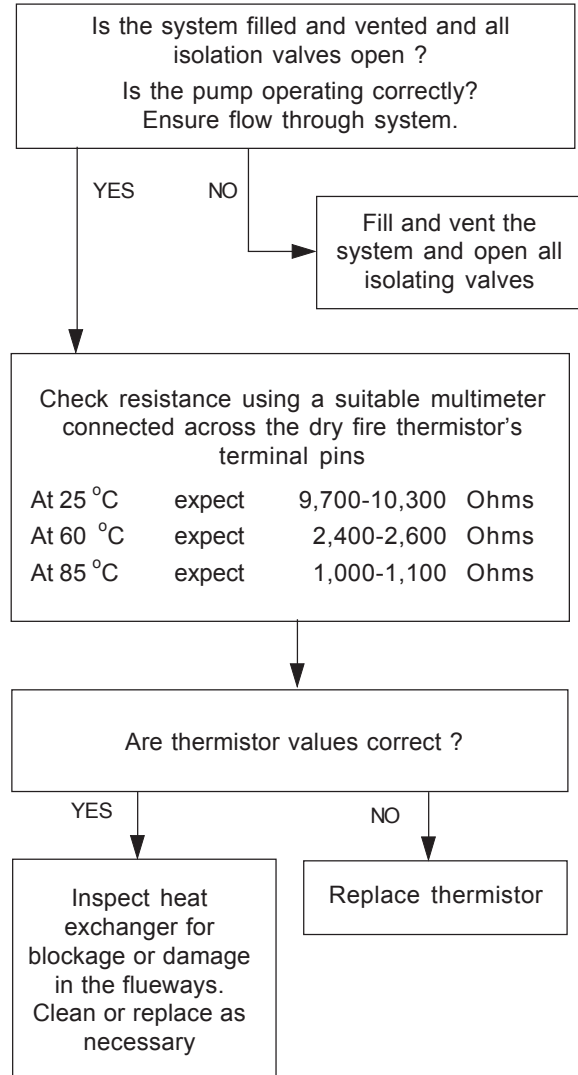 Is the system filled and vented and all
isolation valves open ?
Is the pump operating correctly?
Ensure flow through system.
YES
NO
Fill and vent the
system and open all
isolating valves
Check resistance using a suitable multimeter
connected across the dry fire thermistor's
terminal pins
At 25 °C expect 9,700-10,300 Ohms
At 60 °C expect 2,400-2,600 Ohms
At 85 °C expect 1,000-1,100 Ohms
Are thermistor values correct ?
YES
NO
Inspect heat
exchanger for
blockage or damage
in the flueways.
Clean or replace as
necessary
Replace thermistor